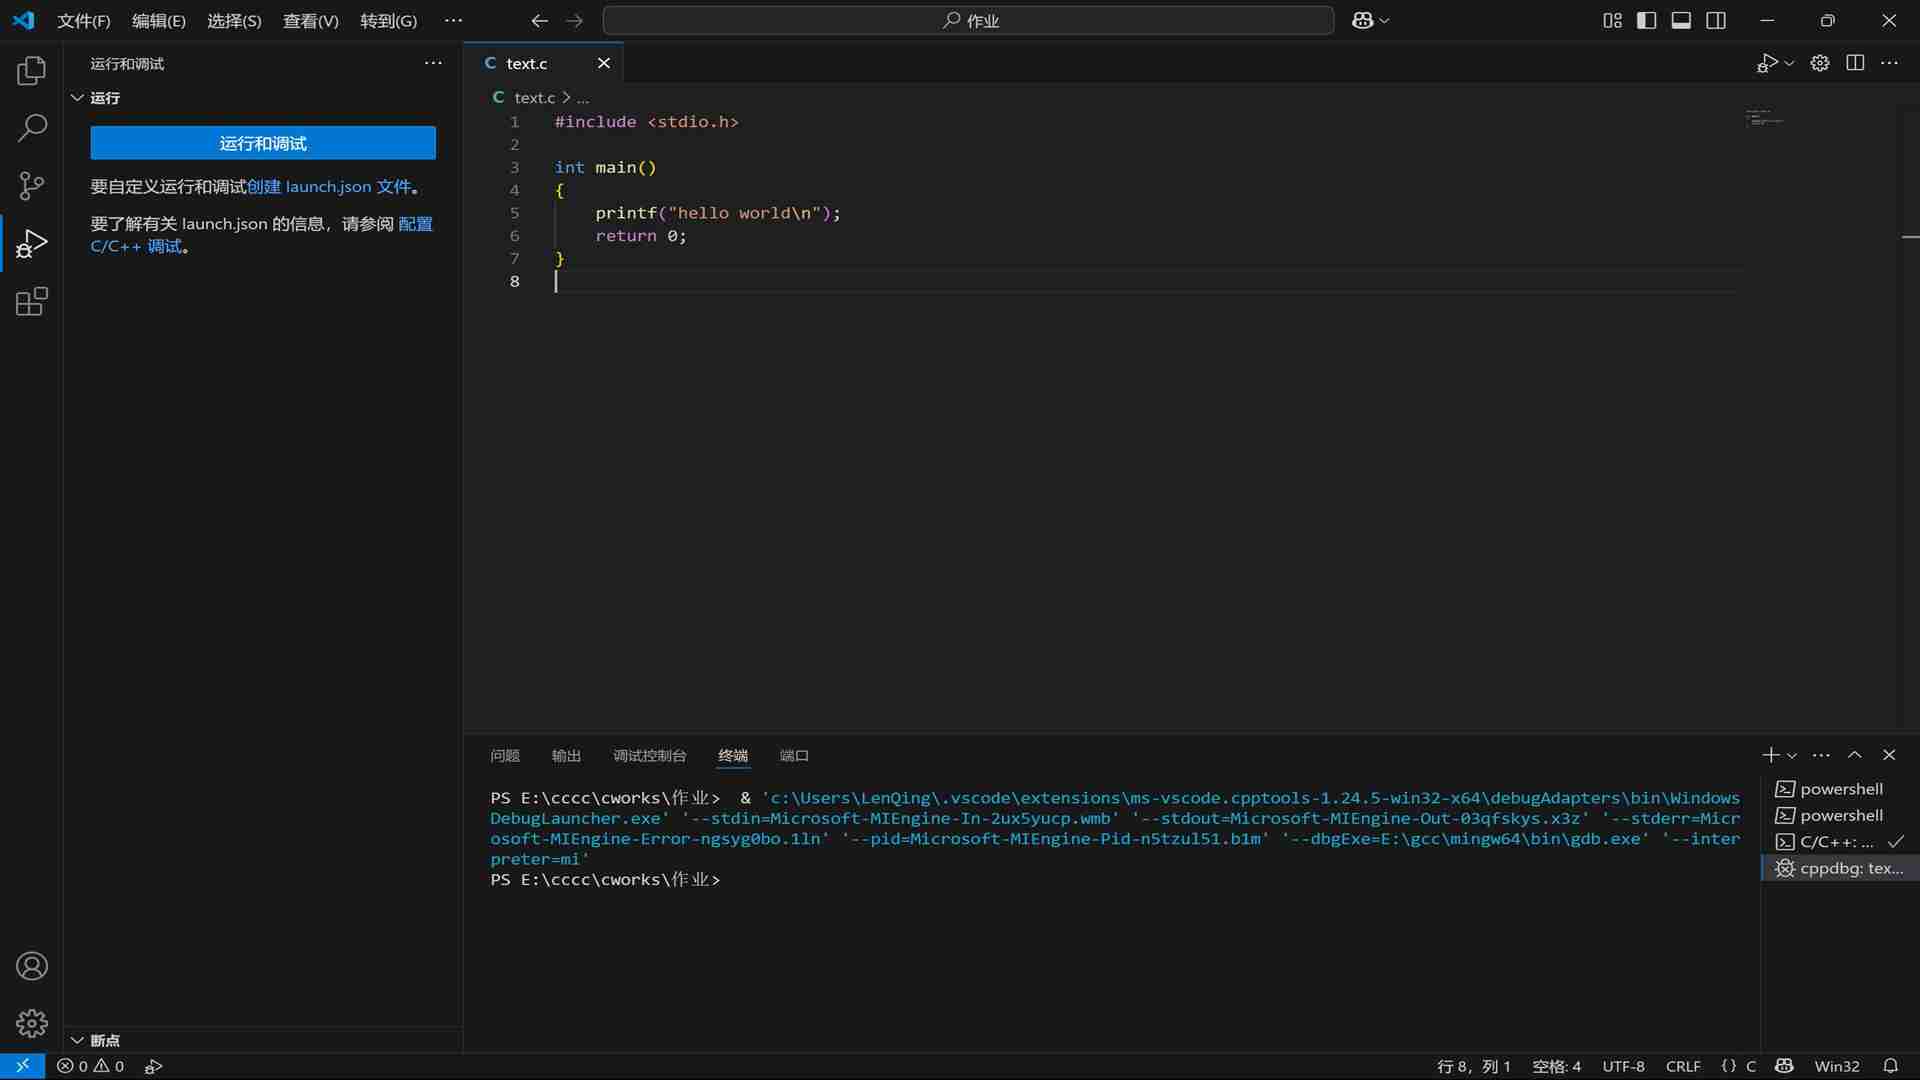 文件(F) 编辑(E) 选择(S) 查看(V) 转到(G) ··· 作业
运行和调试 ···
运行
运行和调试
要自定义运行和调试创建 launch.json 文件。
要了解有关 launch.json 的信息，请参阅 配置
C/C++ 调试。
C text.c
C text.c > ...
1 #include <stdio.h>
2
3 int main()
4 {
5     printf("hello world\n");
6     return 0;
7 }
8
问题 输出 调试控制台 终端 端口
PS E:\cccc\cworks\作业>  & 'c:\Users\LenQing\.vscode\extensions\ms-vscode.cpptools-1.24.5-win32-x64\debugAdapters\bin\Windows
DebugLauncher.exe' '--stdin=Microsoft-MIEngine-In-2ux5yucp.wmb' '--stdout=Microsoft-MIEngine-Out-03qfskys.x3z' '--stderr=Micr
osoft-MIEngine-Error-ngsyg0bo.1ln' '--pid=Microsoft-MIEngine-Pid-n5tzul51.b1m' '--dbgExe=E:\gcc\mingw64\bin\gdb.exe' '--inter
preter=mi'
PS E:\cccc\cworks\作业>
powershell
powershell
C/C++: ...
cppdbg: tex...
断点
0 0 行 8，列 1 空格: 4 UTF-8 CRLF {} C Win32